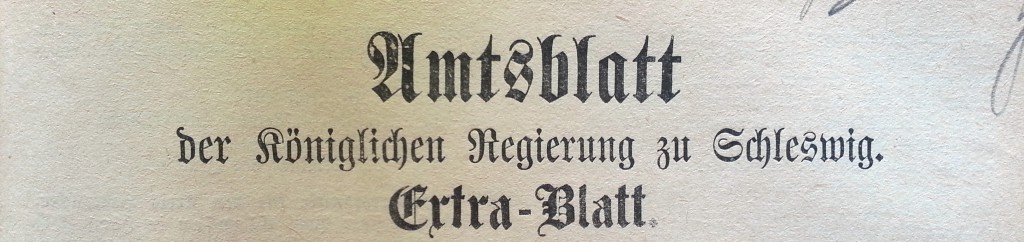 Amtsblatt
der Königlichen Regierung zu Schleswig.
Extra-Blatt.